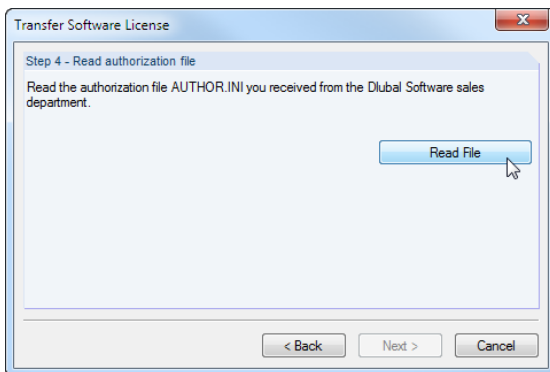 Transfer Software License
Step 4 - Read authorization file
Read the authorization file AUTHOR.INI you received from the Dlubal Software sales
department.
Read File
< Back Next > Cancel